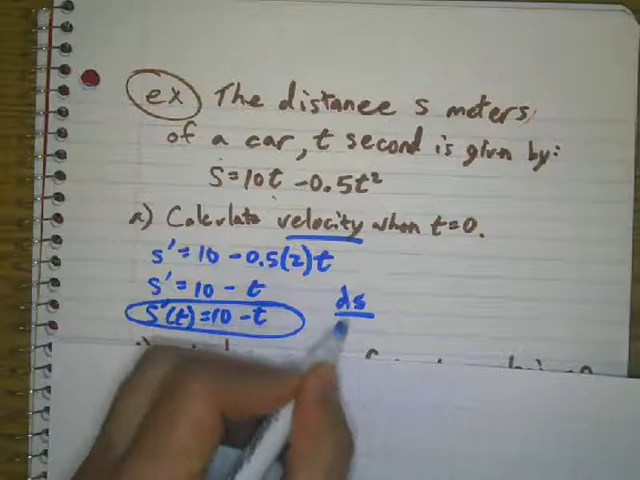 ex The distance s meters
of a car, t second is given by:
S=10t -0.5t²
a) Calculate velocity when t=0.
s'=10 -0.5(2)t
s'=10 - t
S'(t)=10-t
ds